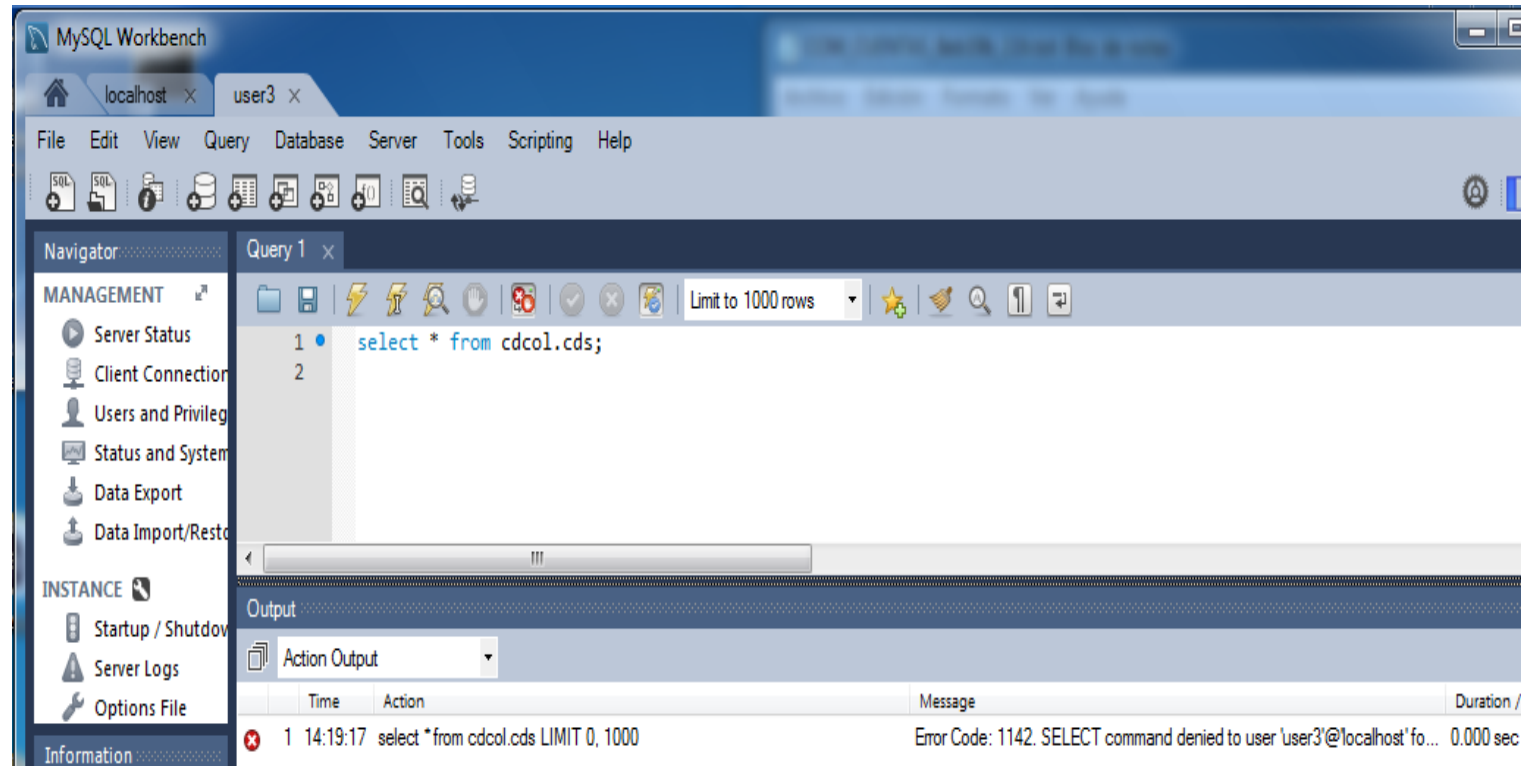 MySQL Workbench
localhost
user3
File Edit View Query Database Server Tools Scripting Help
SQL SQL
Navigator
Query 1
MANAGEMENT
Limit to 1000 rows
Server Status
1 select * from cdcol.cds;
Client Connection
2
Users and Privileg
Status and System
Data Export
Data Import/Resto
INSTANCE
Output
Startup / Shutdov
Action Output
Server Logs
Time Action Message Duration /
Options File
1 14:19:17 select * from cdcol.cds LIMIT 0, 1000 Error Code: 1142. SELECT command denied to user 'user3'@'localhost' fo... 0.000 sec
Information